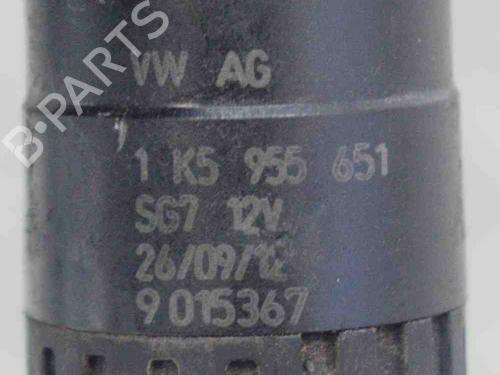 B-PARTS
VW AG
1 K5 955 651
SG7 12V
26/09/12
9 015367